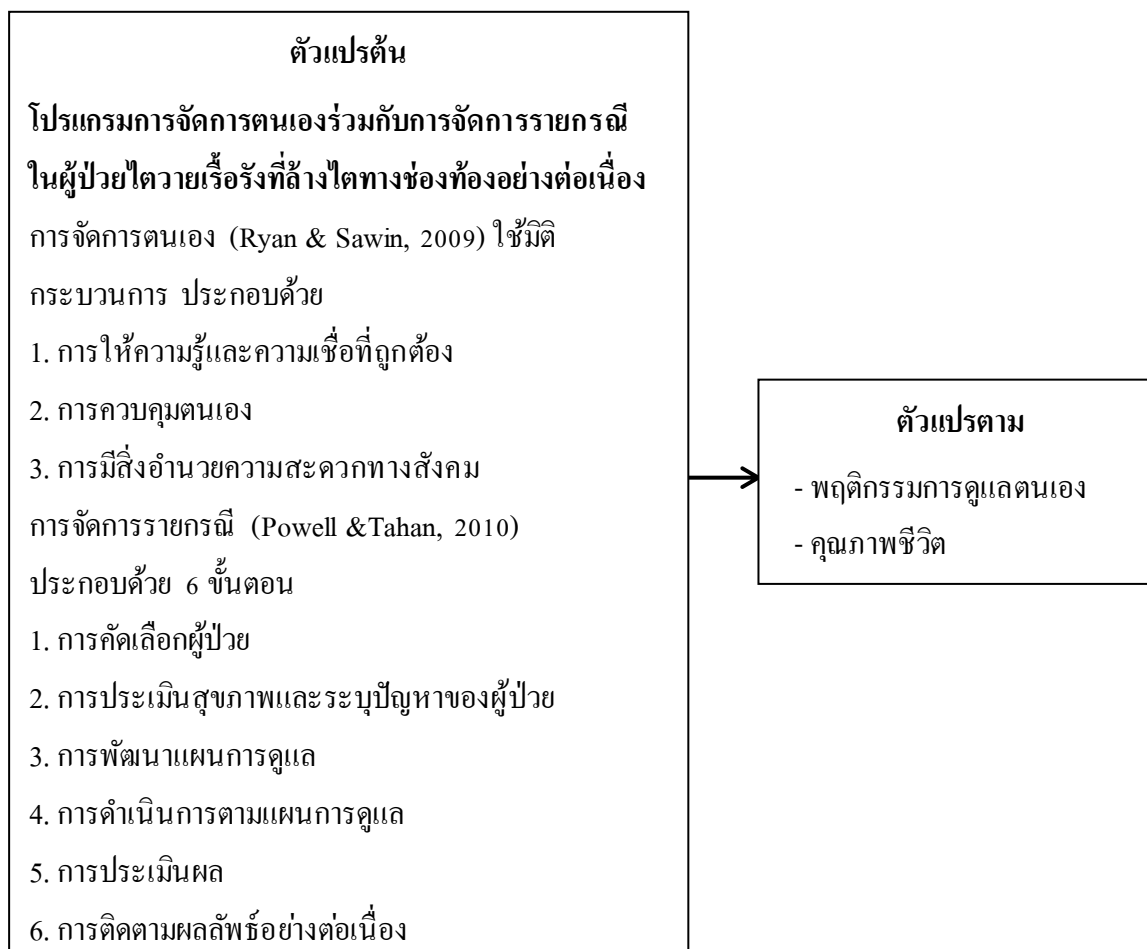 ตัวแปรต้น
โปรแกรมการจัดการตนเองร่วมกับการจัดการรายกรณี
ในผู้ป่วยไตวายเรื้อรังที่ล้างไตทางช่องท้องอย่างต่อเนื่อง
การจัดการตนเอง (Ryan & Sawin, 2009) ใช้มิติ
กระบวนการ ประกอบด้วย
1. การให้ความรู้และความเชื่อที่ถูกต้อง
2. การควบคุมตนเอง
3. การมีสิ่งอำนวยความสะดวกทางสังคม
การจัดการรายกรณี (Powell &Tahan, 2010)
ประกอบด้วย 6 ขั้นตอน
1. การคัดเลือกผู้ป่วย
2. การประเมินสุขภาพและระบุปัญหาของผู้ป่วย
3. การพัฒนาแผนการดูแล
4. การดำเนินการตามแผนการดูแล
5. การประเมินผล
6. การติดตามผลลัพธ์อย่างต่อเนื่อง
ตัวแปรตาม
- พฤติกรรมการดูแลตนเอง
- คุณภาพชีวิต